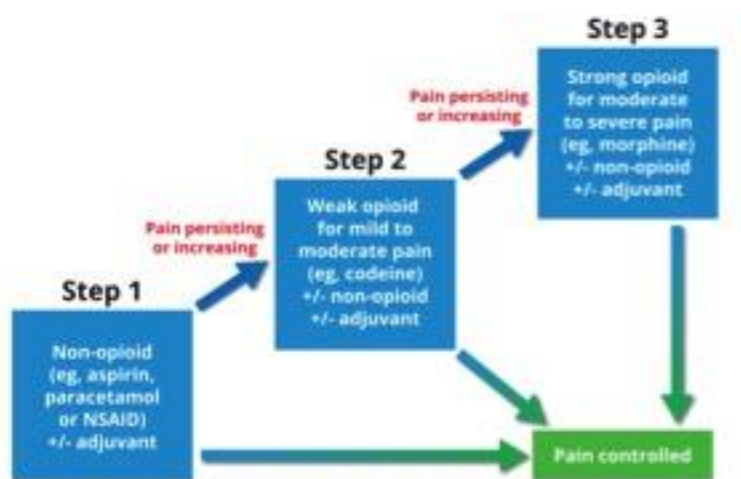 Step 1
Non-opioid
(eg, aspirin,
paracetamol
or NSAID)
+/- adjuvant
Pain persisting
or increasing
Step 2
Weak opioid
for mild to
moderate pain
(eg, codeine)
+/- non-opioid
+/- adjuvant
Pain persisting
or increasing
Step 3
Strong opioid
for moderate
to severe pain
(eg, morphine)
+/- non-opioid
+/- adjuvant
Pain controlled